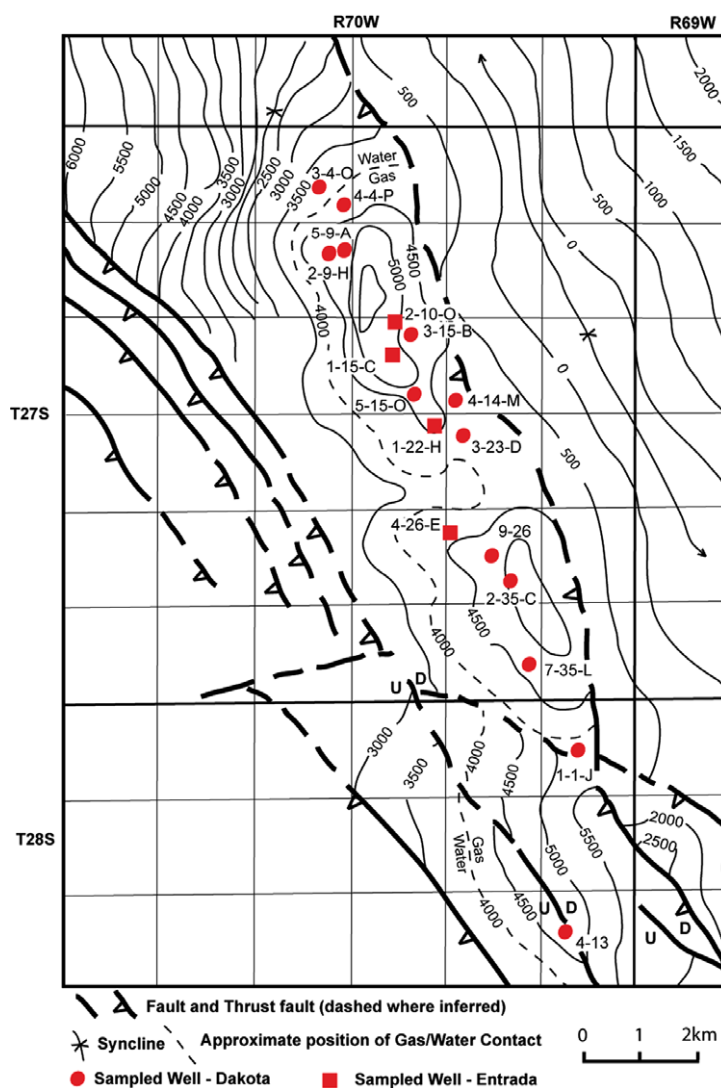 R70W R69W
6000
5500
5000
4500
4000
3500
3000
2500
3000
3500
500
2000
1500
1000
500
0
Water
Gas
3-4-O
4-4-P
5-9-A
2-9-H
4500
5000
4000
2-10-O
3-15-B
1-15-C
0
T27S
5-15-O
4-14-M
1-22-H
3-23-D
500
4-26-E
9-26
2-35-C
4500
4000
7-35-L
U D
3000
3500
4000
4500
1-1-J
T28S
Gas
Water
5000
5500
2000
2500
4500
4000
U D
4-13
U D
Fault and Thrust fault (dashed where inferred)
Syncline Approximate position of Gas/Water Contact
Sampled Well - Dakota Sampled Well - Entrada
0 1 2km